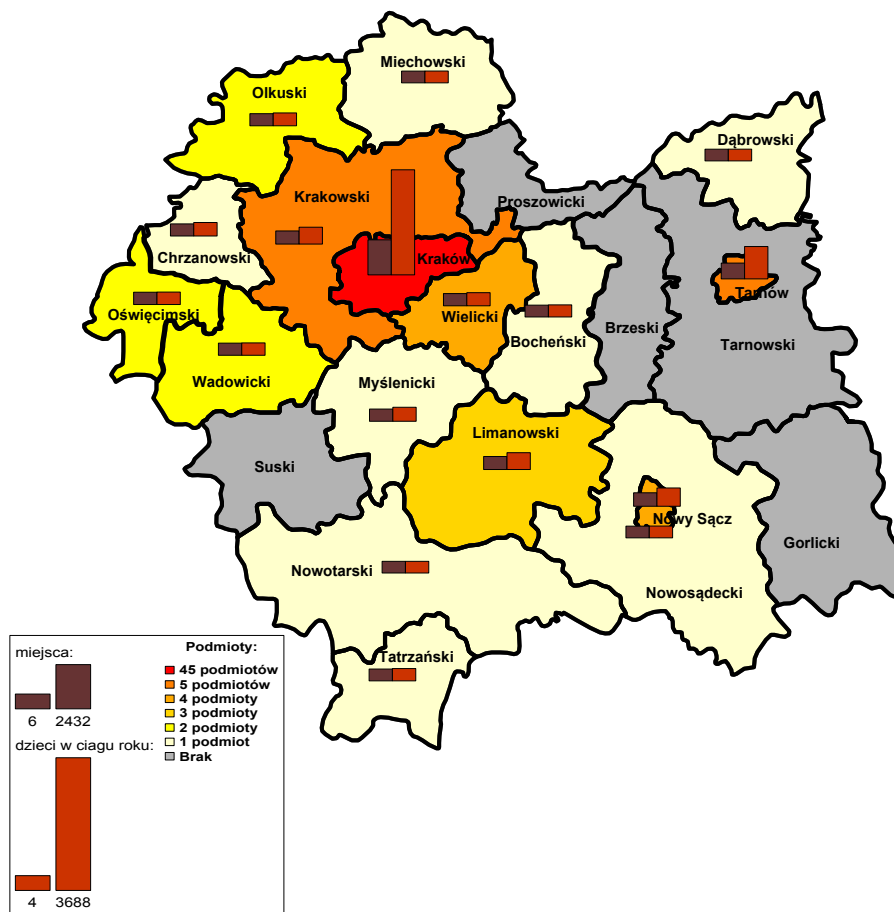 Miechowski
Olkuski
Dąbrowski
Krakowski
Proszowicki
Chrzanowski
Kraków
Tarnów
Oświęcimski
Wielicki
Bocheński
Brzeski
Tarnowski
Wadowicki
Myślenicki
Limanowski
Suski
Nowy Sącz
Gorlicki
Nowotarski
Nowosądecki
Tatrzański
miejsca:
6 2432
dzieci w ciagu roku:
4 3688
Podmioty:
45 podmiotów
5 podmiotów
4 podmioty
3 podmioty
2 podmioty
1 podmiot
Brak